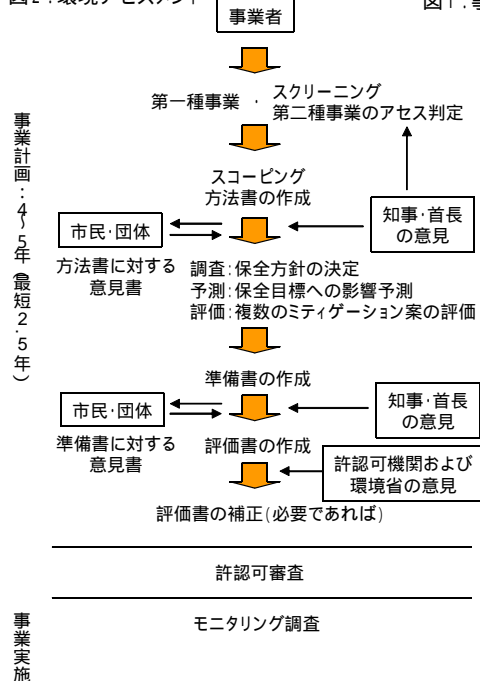 図2.環境アセスメント
図1.事
事業者
第一種事業 ・ スクリーニング
第二種事業のアセス判定
スコーピング
方法書の作成
知事・首長
の意見
市民・団体
方法書に対する
意見書
調査:保全方針の決定
予測:保全目標への影響予測
評価:複数のミティゲーション案の評価
事業計画:4~5年(最短2.5年)
準備書の作成
知事・首長
の意見
市民・団体
準備書に対する
意見書
評価書の作成
許認可機関および
環境省の意見
評価書の補正(必要であれば)
許認可審査
モニタリング調査
事業実施